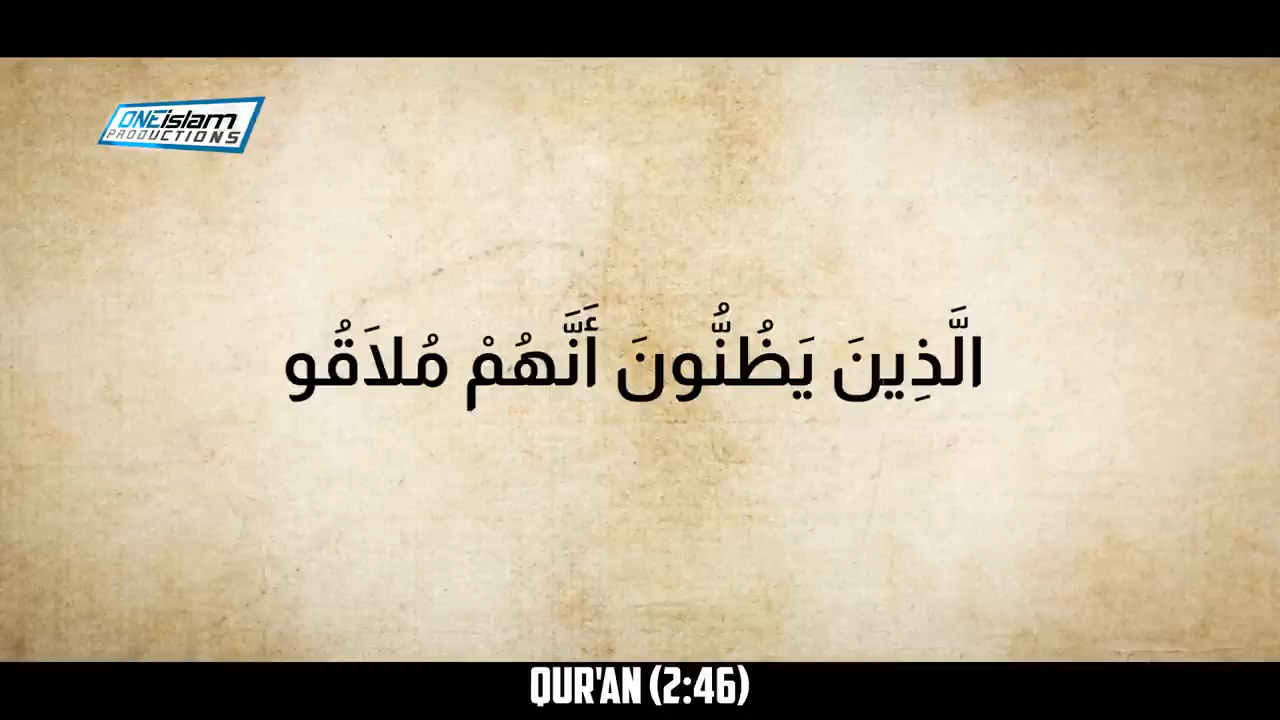 ONEislam
PRODUCTIONS
الَّذِينَ يَظُنُّونَ أَنَّهُمْ مُلاَقُو
QUR'AN (2:46)